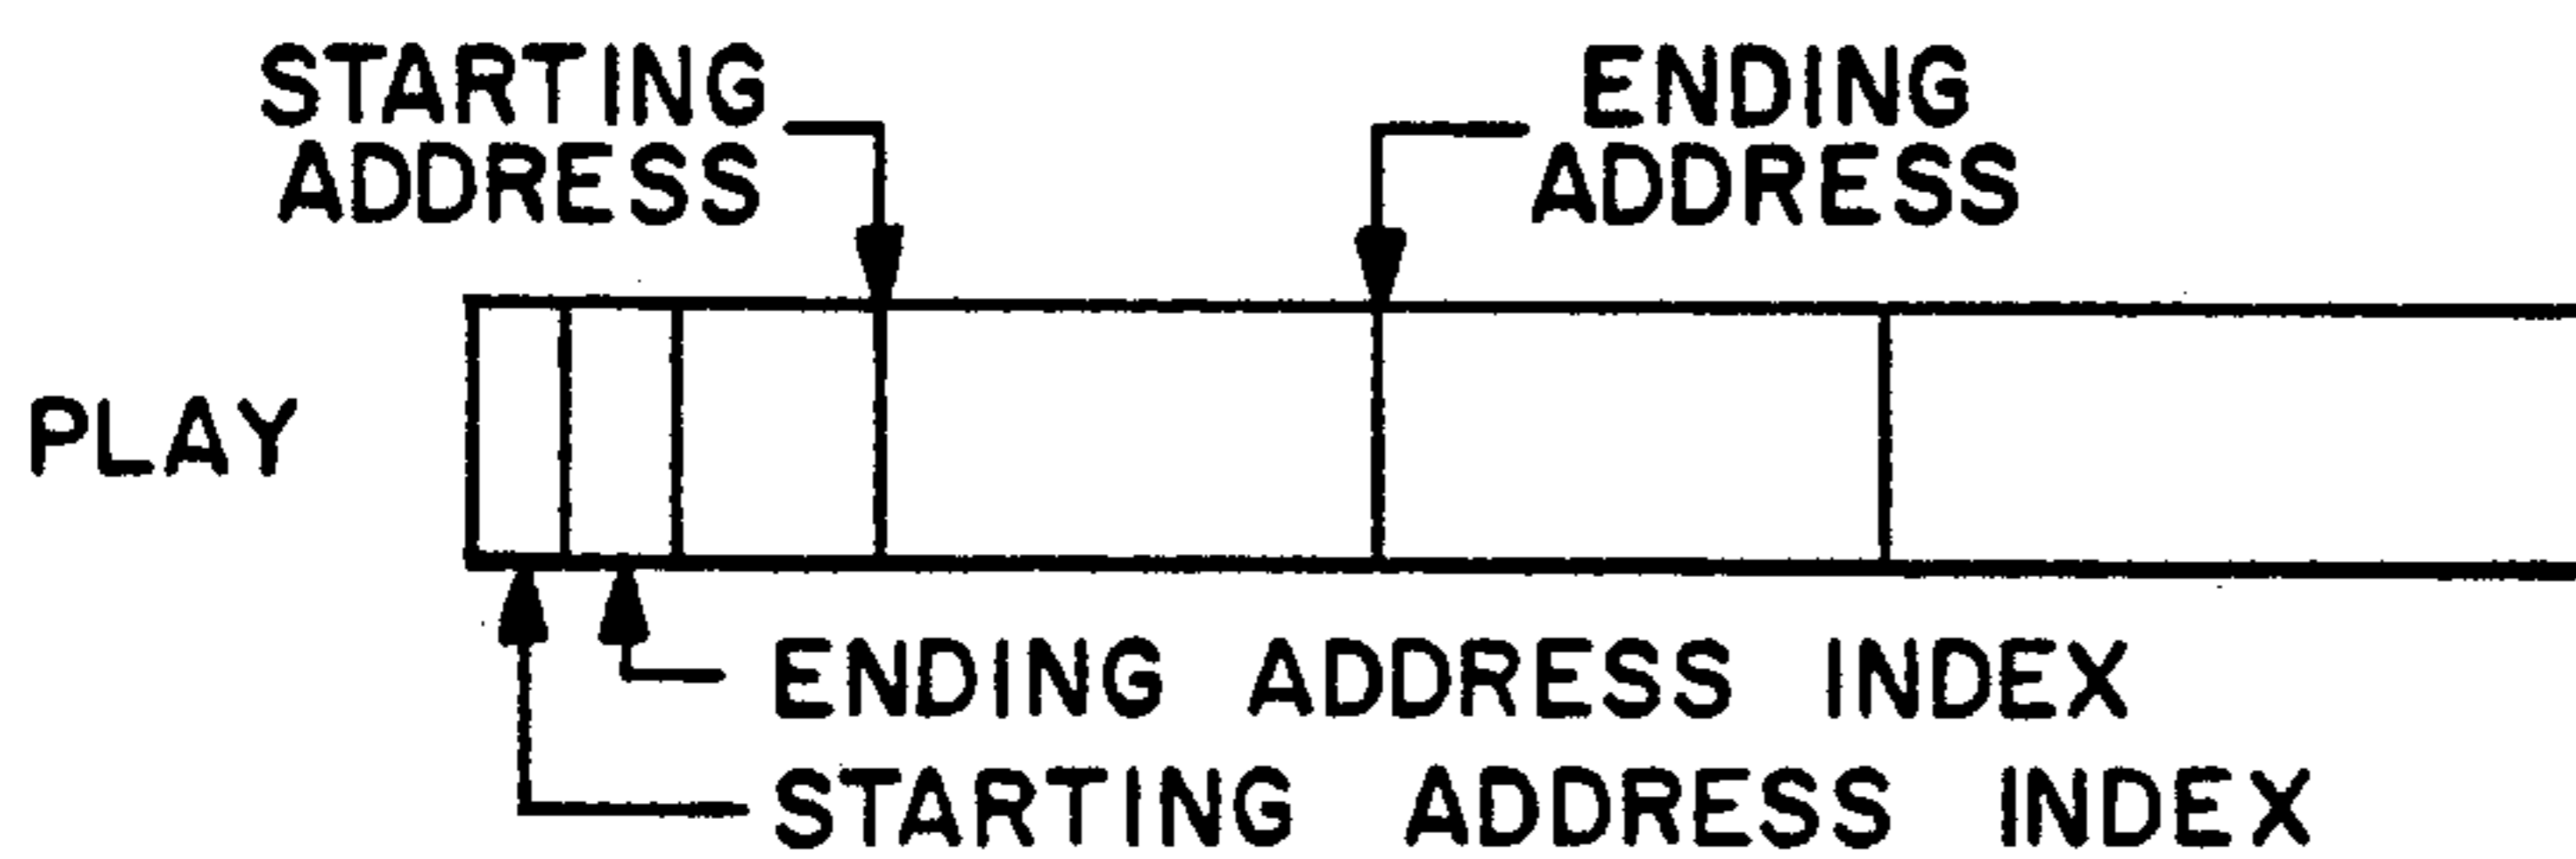 STARTING
ADDRESS
ENDING
ADDRESS
PLAY
ENDING ADDRESS INDEX
STARTING ADDRESS INDEX